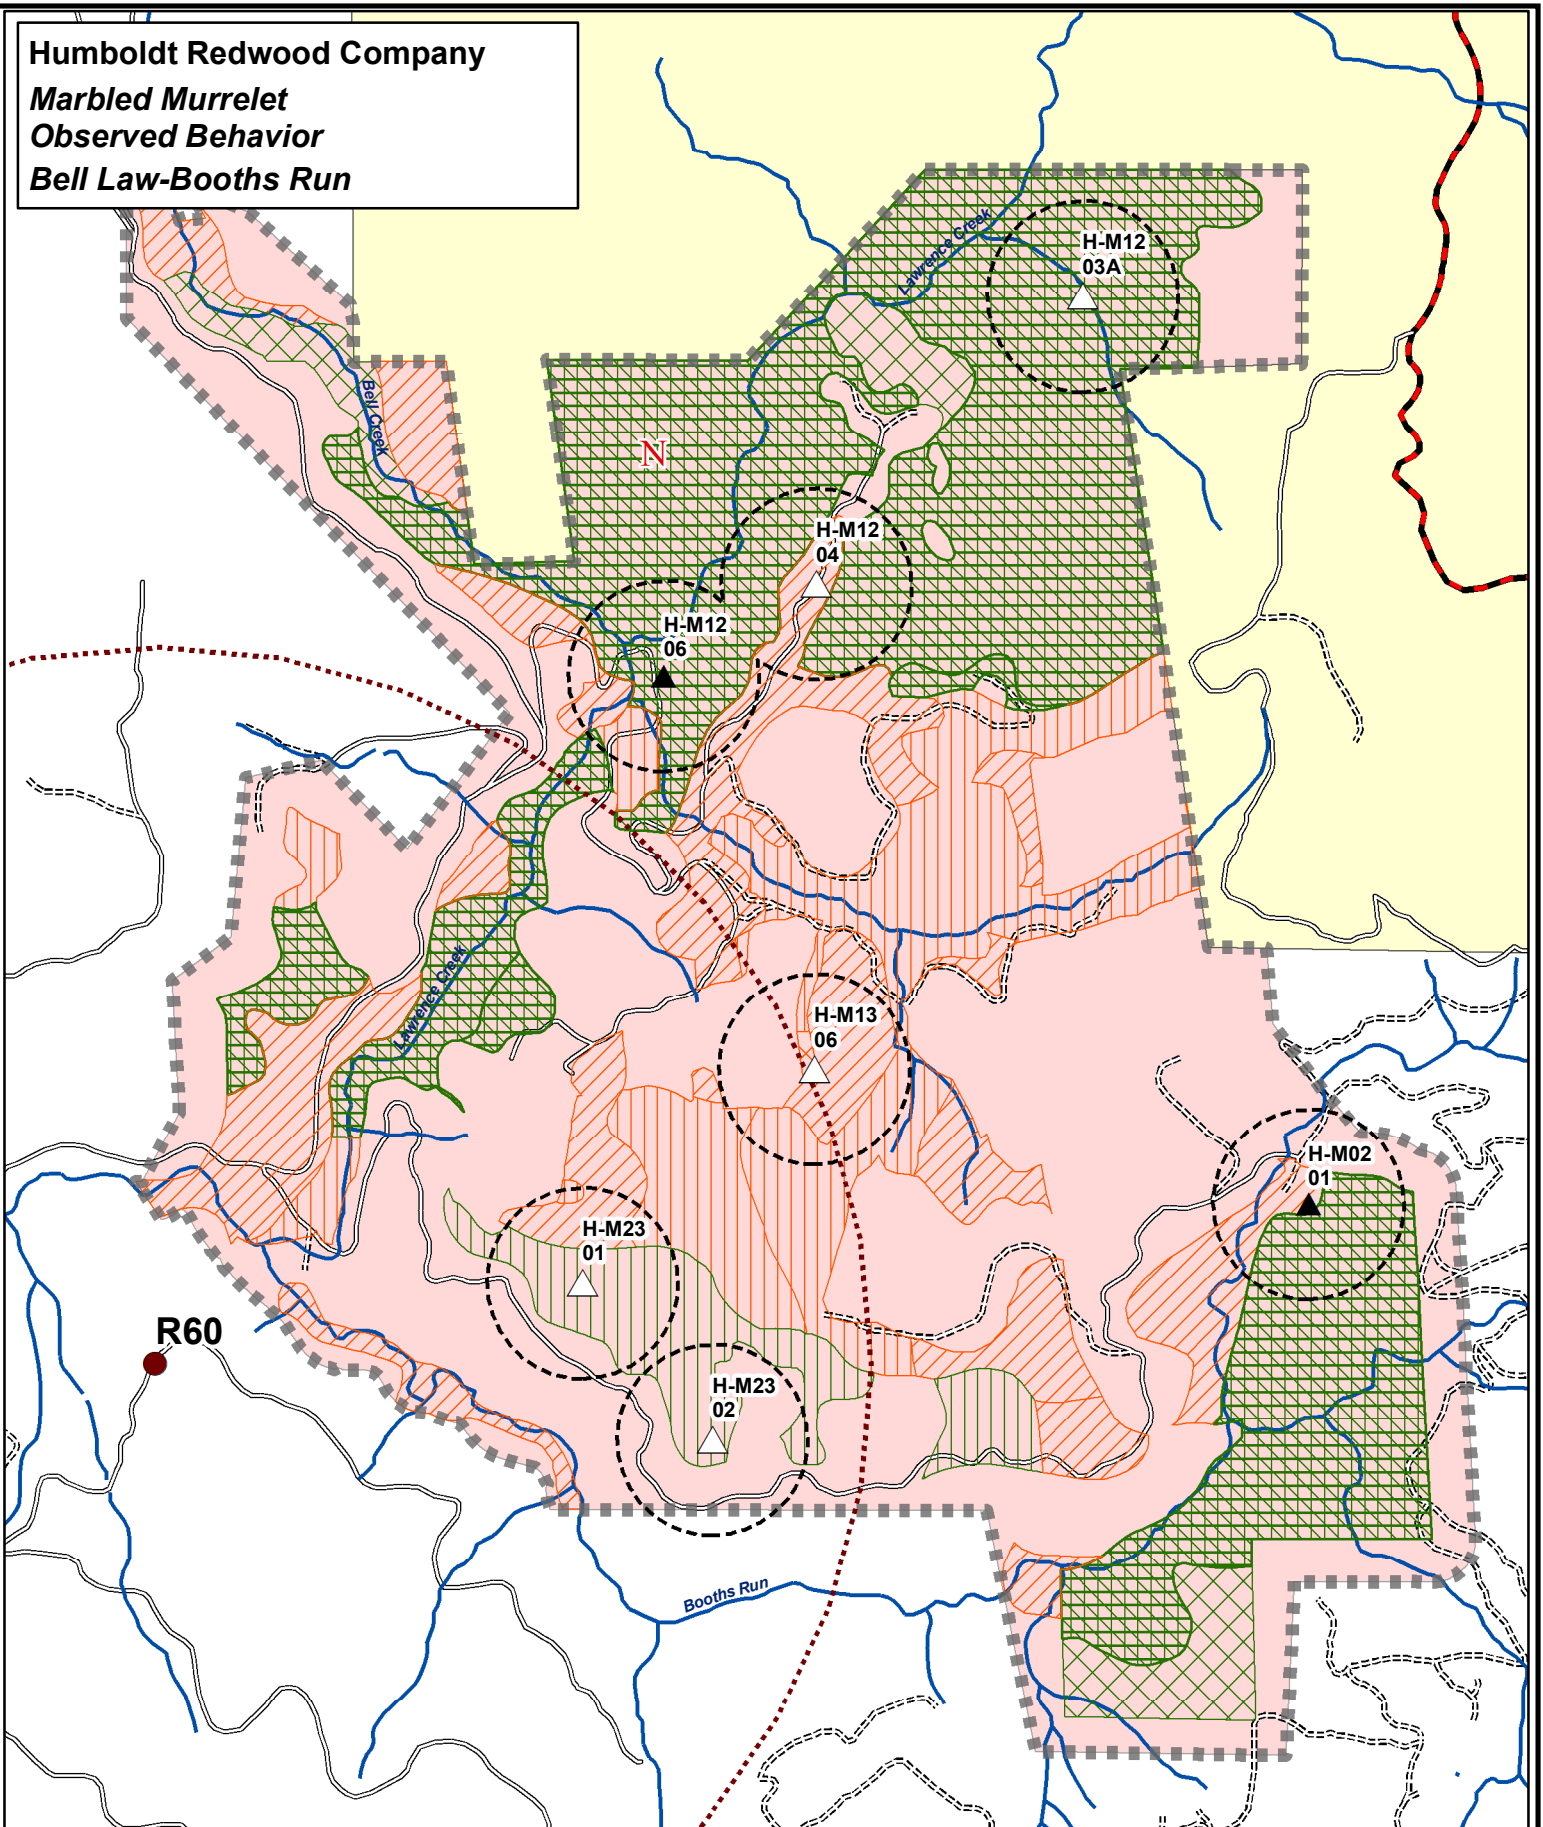 Humboldt Redwood Company
Marbled Murrelet
Observed Behavior
Bell Law-Booths Run
Lawrence Creek
H-M12
03A
Bell Creek
N
H-M12
04
H-M12
06
Lawrence Creek
H-M13
06
H-M02
01
H-M23
01
R60
H-M23
02
Booths Run